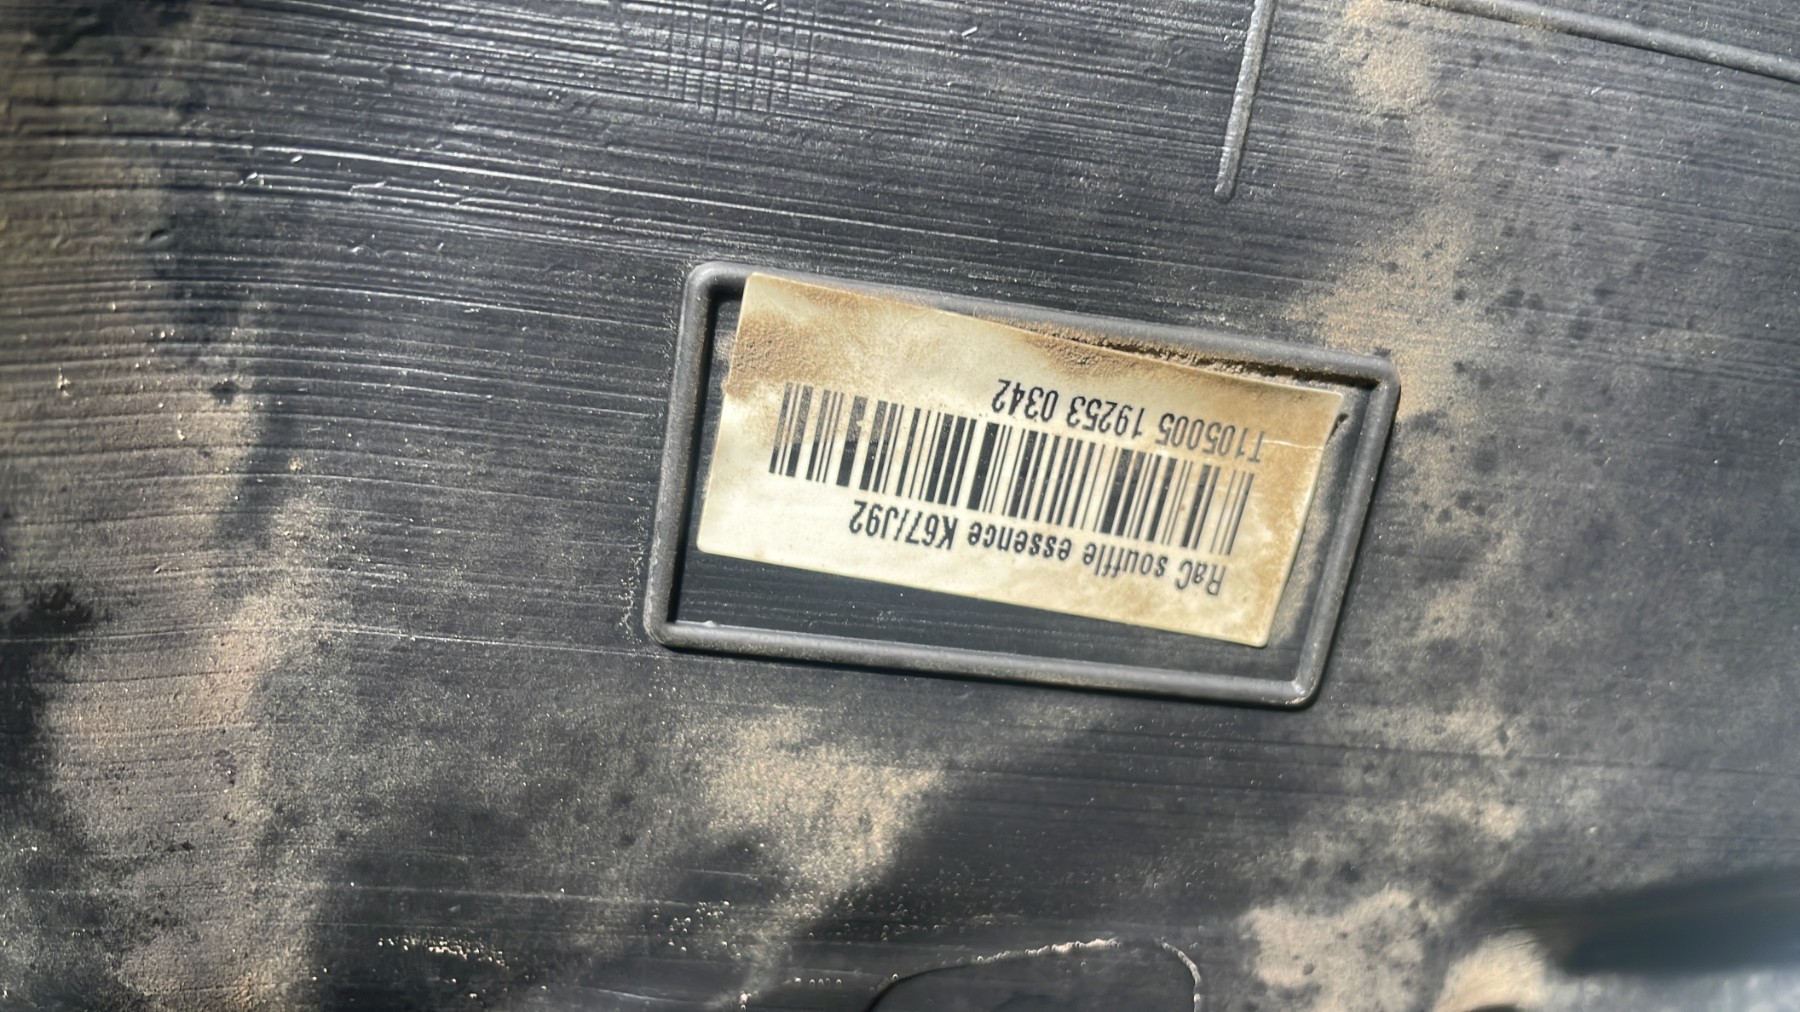 RaC souffle essence K67/J92
T105005 19253 0342